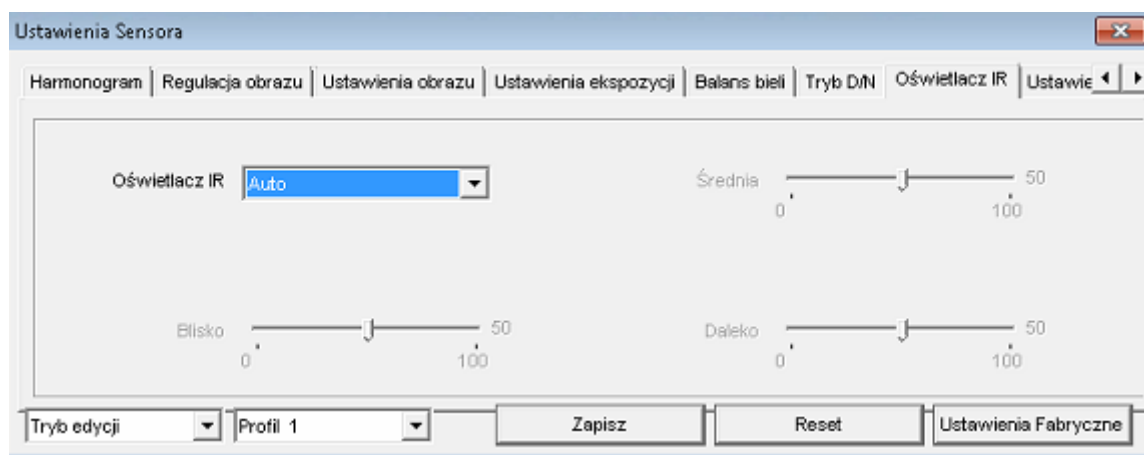 Ustawienia Sensora
Harmonogram Regulacja obrazu Ustawienia obrazu Ustawienia ekspozycji Balans bieli Tryb D/N Oświetlacz IR Ustawie
Oświetlacz IR Auto Średnia 50
0 100
Blisko 50 Daleko 50
0 100 0 100
Tryb edycji Profil 1 Zapisz Reset Ustawienia Fabryczne